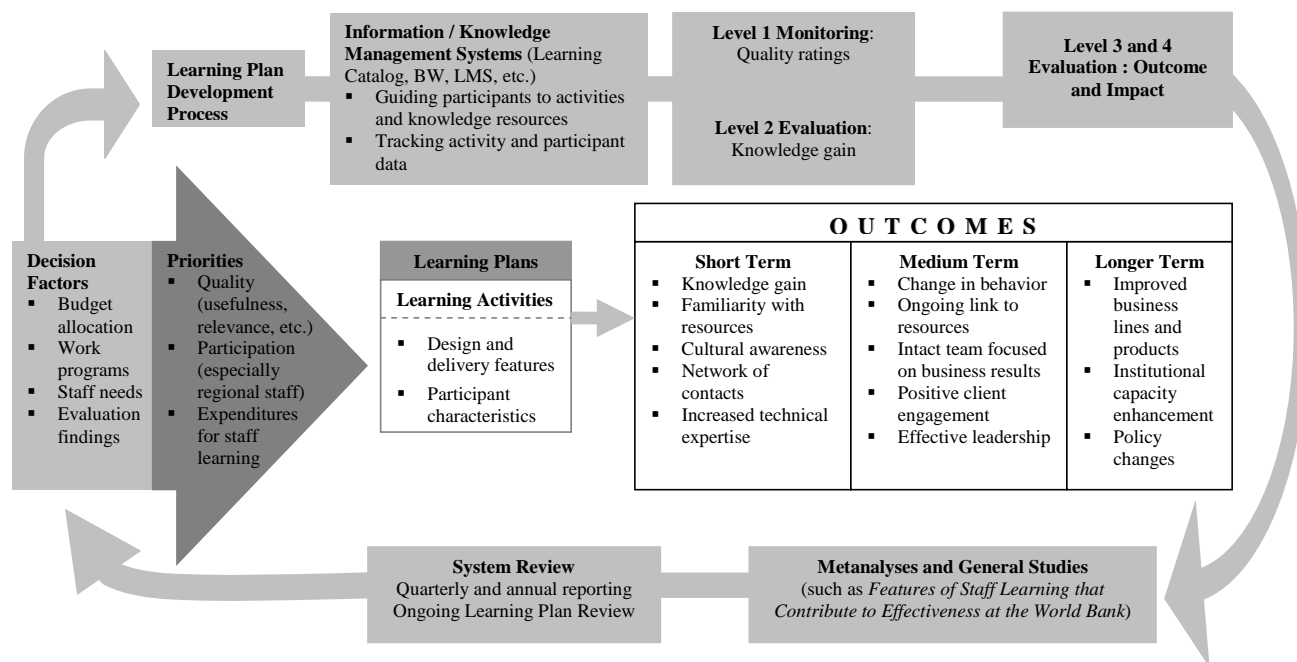 Learning Plan
Development
Process
Information / Knowledge
Management Systems (Learning
Catalog, BW, LMS, etc.)
▪ Guiding participants to activities
and knowledge resources
▪ Tracking activity and participant
data
Level 1 Monitoring:
Quality ratings
Level 2 Evaluation:
Knowledge gain
Level 3 and 4
Evaluation : Outcome
and Impact
Decision
Factors
▪ Budget
allocation
▪ Work
programs
▪ Staff needs
▪ Evaluation
findings
Priorities
▪ Quality
(usefulness,
relevance, etc.)
▪ Participation
(especially
regional staff)
▪ Expenditures
for staff
learning
Learning Plans
Learning Activities
▪ Design and
delivery features
▪ Participant
characteristics
OUTCOMES
Short Term
▪ Knowledge gain
▪ Familiarity with
resources
▪ Cultural awareness
▪ Network of
contacts
▪ Increased technical
expertise
Medium Term
▪ Change in behavior
▪ Ongoing link to
resources
▪ Intact team focused
on business results
▪ Positive client
engagement
▪ Effective leadership
Longer Term
▪ Improved
business
lines and
products
▪ Institutional
capacity
enhancement
▪ Policy
changes
System Review
Quarterly and annual reporting
Ongoing Learning Plan Review
Metanalyses and General Studies
(such as Features of Staff Learning that
Contribute to Effectiveness at the World Bank)